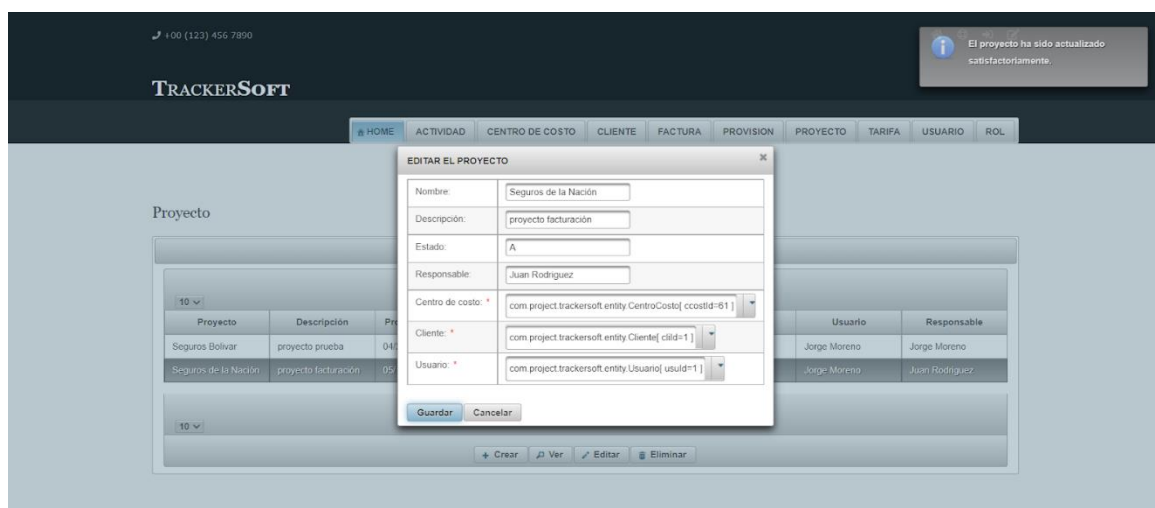 +00 (123) 456 7890
El proyecto ha sido actualizado
satisfactoriamente.
TRACKERSOFT
HOME ACTIVIDAD CENTRO DE COSTO CLIENTE FACTURA PROVISION PROYECTO TARIFA USUARIO ROL
EDITAR EL PROYECTO
Nombre: Seguros de la Nación
Descripción: proyecto facturación
Estado: A
Responsable: Juan Rodriguez
Centro de costo: * com.project.trackersoft.entity.CentroCosto[ ccostId=61 ]
Cliente: * com.project.trackersoft.entity.Cliente[ cliId=1 ]
Usuario: * com.project.trackersoft.entity.Usuario[ usuId=1 ]
Guardar Cancelar
Proyecto
10
Proyecto Descripción Usuario Responsable
Seguros Bolivar proyecto prueba 04/ Jorge Moreno Jorge Moreno
Seguros de la Nación proyecto facturación 05/ Jorge Moreno Juan Rodriguez
10
Crear Ver Editar Eliminar